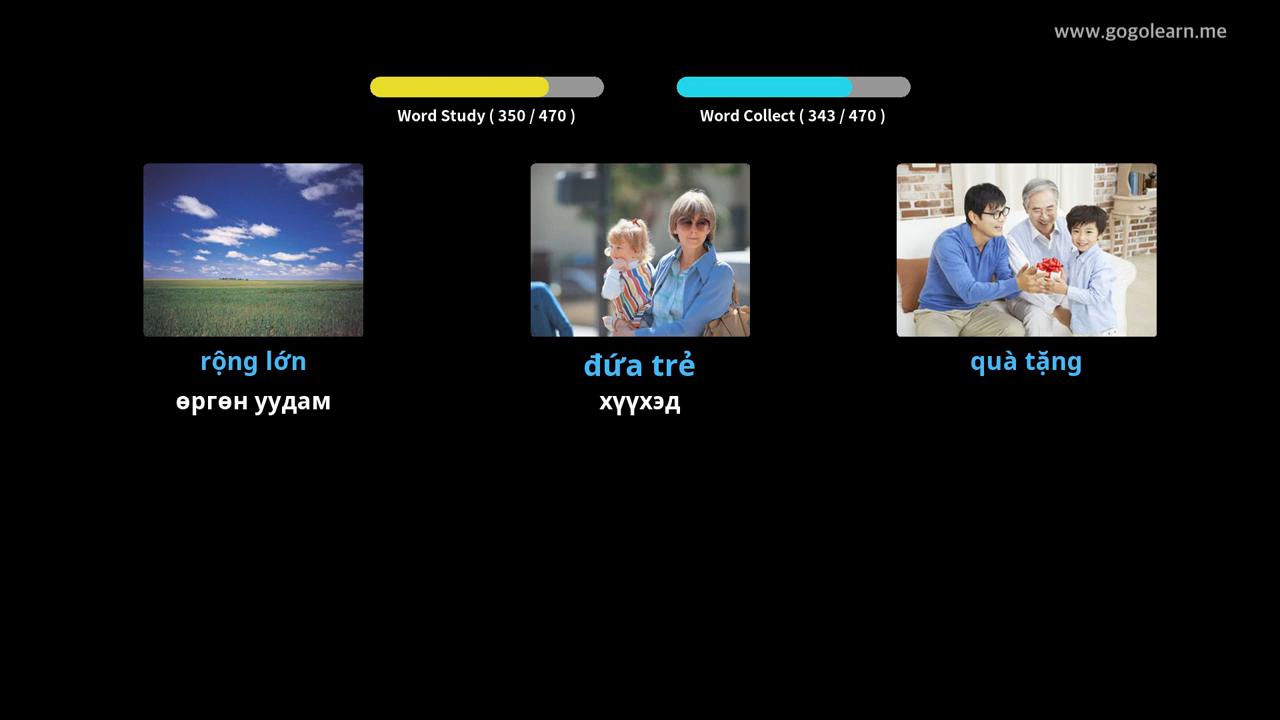 www.gogolearn.me
Word Study ( 350 / 470 )
Word Collect ( 343 / 470 )
rộng lớn
өргөн уудам
đứa trẻ
хүүхэд
quà tặng